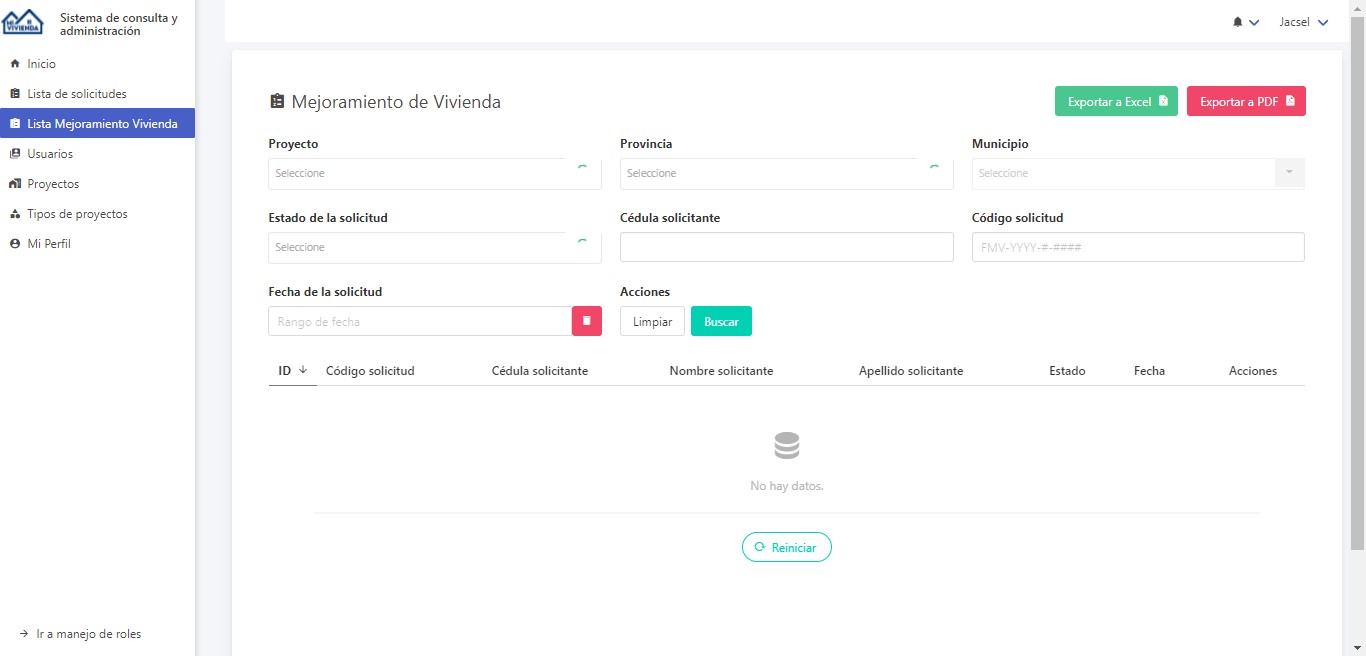 MI
VIVIENDA
Sistema de consulta y
administración
Inicio
Lista de solicitudes
Lista Mejoramiento Vivienda
Usuarios
Proyectos
Tipos de proyectos
Mi Perfil
Ir a manejo de roles
Jacsel
Mejoramiento de Vivienda
Exportar a Excel
Exportar a PDF
Proyecto
Seleccione
Provincia
Seleccione
Municipio
Seleccione
Estado de la solicitud
Seleccione
Cédula solicitante
Código solicitud
FMV-YYYY-#-####
Fecha de la solicitud
Rango de fecha
Acciones
Limpiar Buscar
ID Código solicitud Cédula solicitante Nombre solicitante Apellido solicitante Estado Fecha Acciones
No hay datos.
Reiniciar